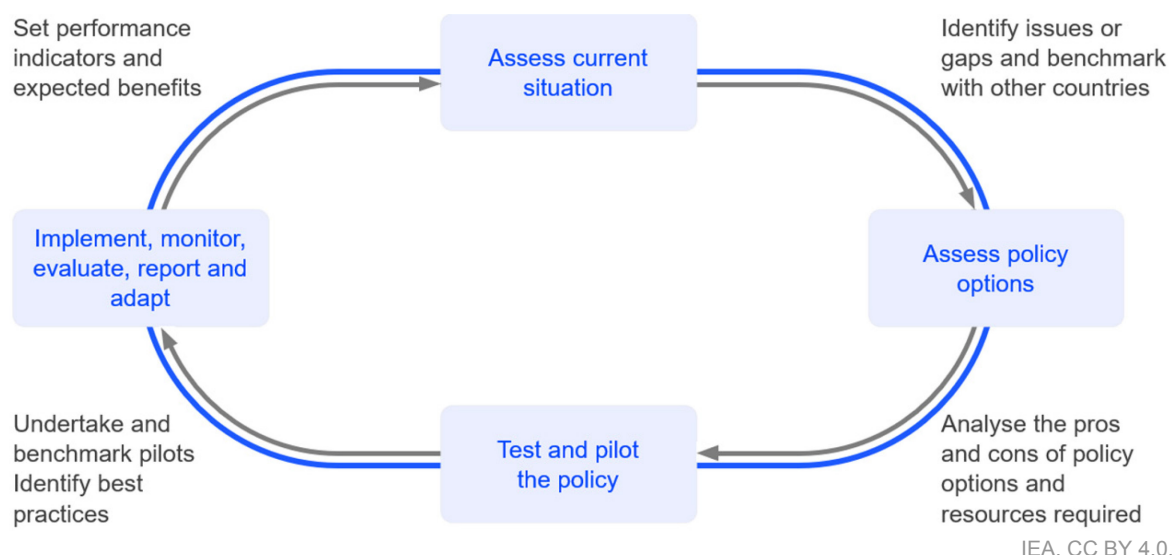 Set performance
indicators and
expected benefits
Assess current
situation
Identify issues or
gaps and benchmark
with other countries
Implement, monitor,
evaluate, report and
adapt
Assess policy
options
Undertake and
benchmark pilots
Identify best
practices
Test and pilot
the policy
Analyse the pros
and cons of policy
options and
resources required
IEA. CC BY 4.0.